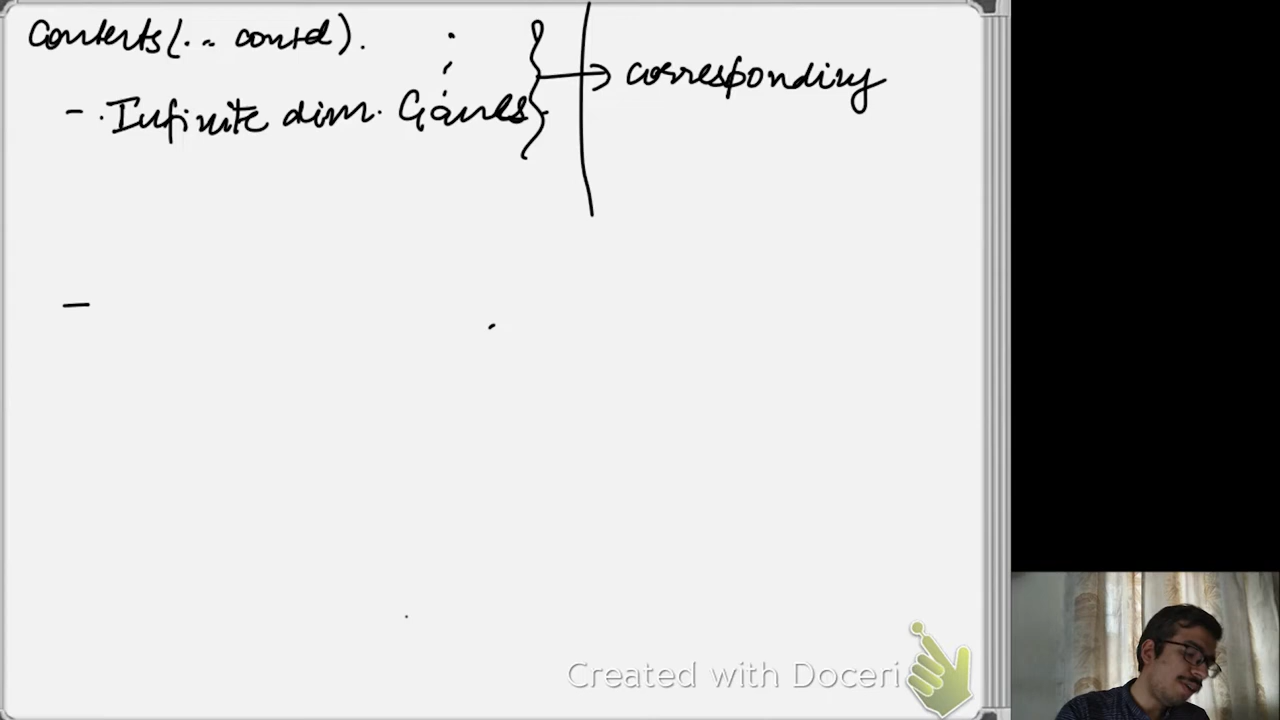 Contents (... contd).
- Infinite dim. Games
→ corresponding
-
Created with Doceri